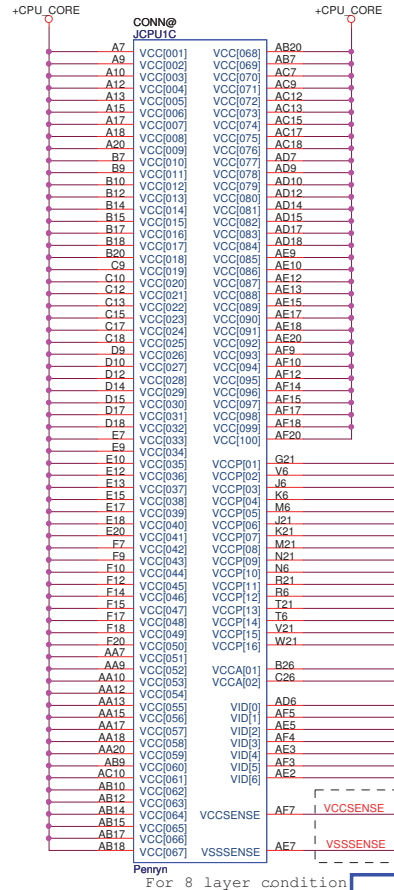 +CPU_CORE
+CPU_CORE
CONN@
JCPU1C
A7 VCC[001]
A9 VCC[002]
A10 VCC[003]
A12 VCC[004]
A13 VCC[005]
A15 VCC[006]
A17 VCC[007]
A18 VCC[008]
A20 VCC[009]
B7 VCC[010]
B9 VCC[011]
B10 VCC[012]
B12 VCC[013]
B14 VCC[014]
B15 VCC[015]
B17 VCC[016]
B18 VCC[017]
B20 VCC[018]
C9 VCC[019]
C10 VCC[020]
C12 VCC[021]
C13 VCC[022]
C15 VCC[023]
C17 VCC[024]
C18 VCC[025]
D9 VCC[026]
D10 VCC[027]
D12 VCC[028]
D14 VCC[029]
D15 VCC[030]
D17 VCC[031]
D18 VCC[032]
E7 VCC[033]
E9 VCC[034]
E10 VCC[035]
E12 VCC[036]
E13 VCC[037]
E15 VCC[038]
E17 VCC[039]
E18 VCC[040]
E20 VCC[041]
F7 VCC[042]
F9 VCC[043]
F10 VCC[044]
F12 VCC[045]
F14 VCC[046]
F15 VCC[047]
F17 VCC[048]
F18 VCC[049]
F20 VCC[050]
AA7 VCC[051]
AA9 VCC[052]
AA10 VCC[053]
AA12 VCC[054]
AA13 VCC[055]
AA15 VCC[056]
AA17 VCC[057]
AA18 VCC[058]
AA20 VCC[059]
AB9 VCC[060]
AC10 VCC[061]
AB10 VCC[062]
AB12 VCC[063]
AB14 VCC[064]
AB15 VCC[065]
AB17 VCC[066]
AB18 VCC[067]
VCC[068] AB20
VCC[069] AB7
VCC[070] AC7
VCC[071] AC9
VCC[072] AC12
VCC[073] AC13
VCC[074] AC15
VCC[075] AC17
VCC[076] AC18
VCC[077] AD7
VCC[078] AD9
VCC[079] AD10
VCC[080] AD12
VCC[081] AD14
VCC[082] AD15
VCC[083] AD17
VCC[084] AD18
VCC[085] AE9
VCC[086] AE10
VCC[087] AE12
VCC[088] AE13
VCC[089] AE15
VCC[090] AE17
VCC[091] AE18
VCC[092] AE20
VCC[093] AF9
VCC[094] AF10
VCC[095] AF12
VCC[096] AF14
VCC[097] AF15
VCC[098] AF17
VCC[099] AF18
VCC[100] AF20
VCCP[01] G21
VCCP[02] V6
VCCP[03] J6
VCCP[04] K6
VCCP[05] M6
VCCP[06] J21
VCCP[07] K21
VCCP[08] M21
VCCP[09] N21
VCCP[10] N6
VCCP[11] R21
VCCP[12] R6
VCCP[13] T21
VCCP[14] T6
VCCP[15] V21
VCCP[16] W21
VCCA[01] B26
VCCA[02] C26
VID[0] AD6
VID[1] AF5
VID[2] AE5
VID[3] AF4
VID[4] AE3
VID[5] AF3
VID[6] AE2
VCCSENSE AF7 VCCSENSE
VSSSENSE AE7 VSSSENSE
Penryn
For 8 layer condition